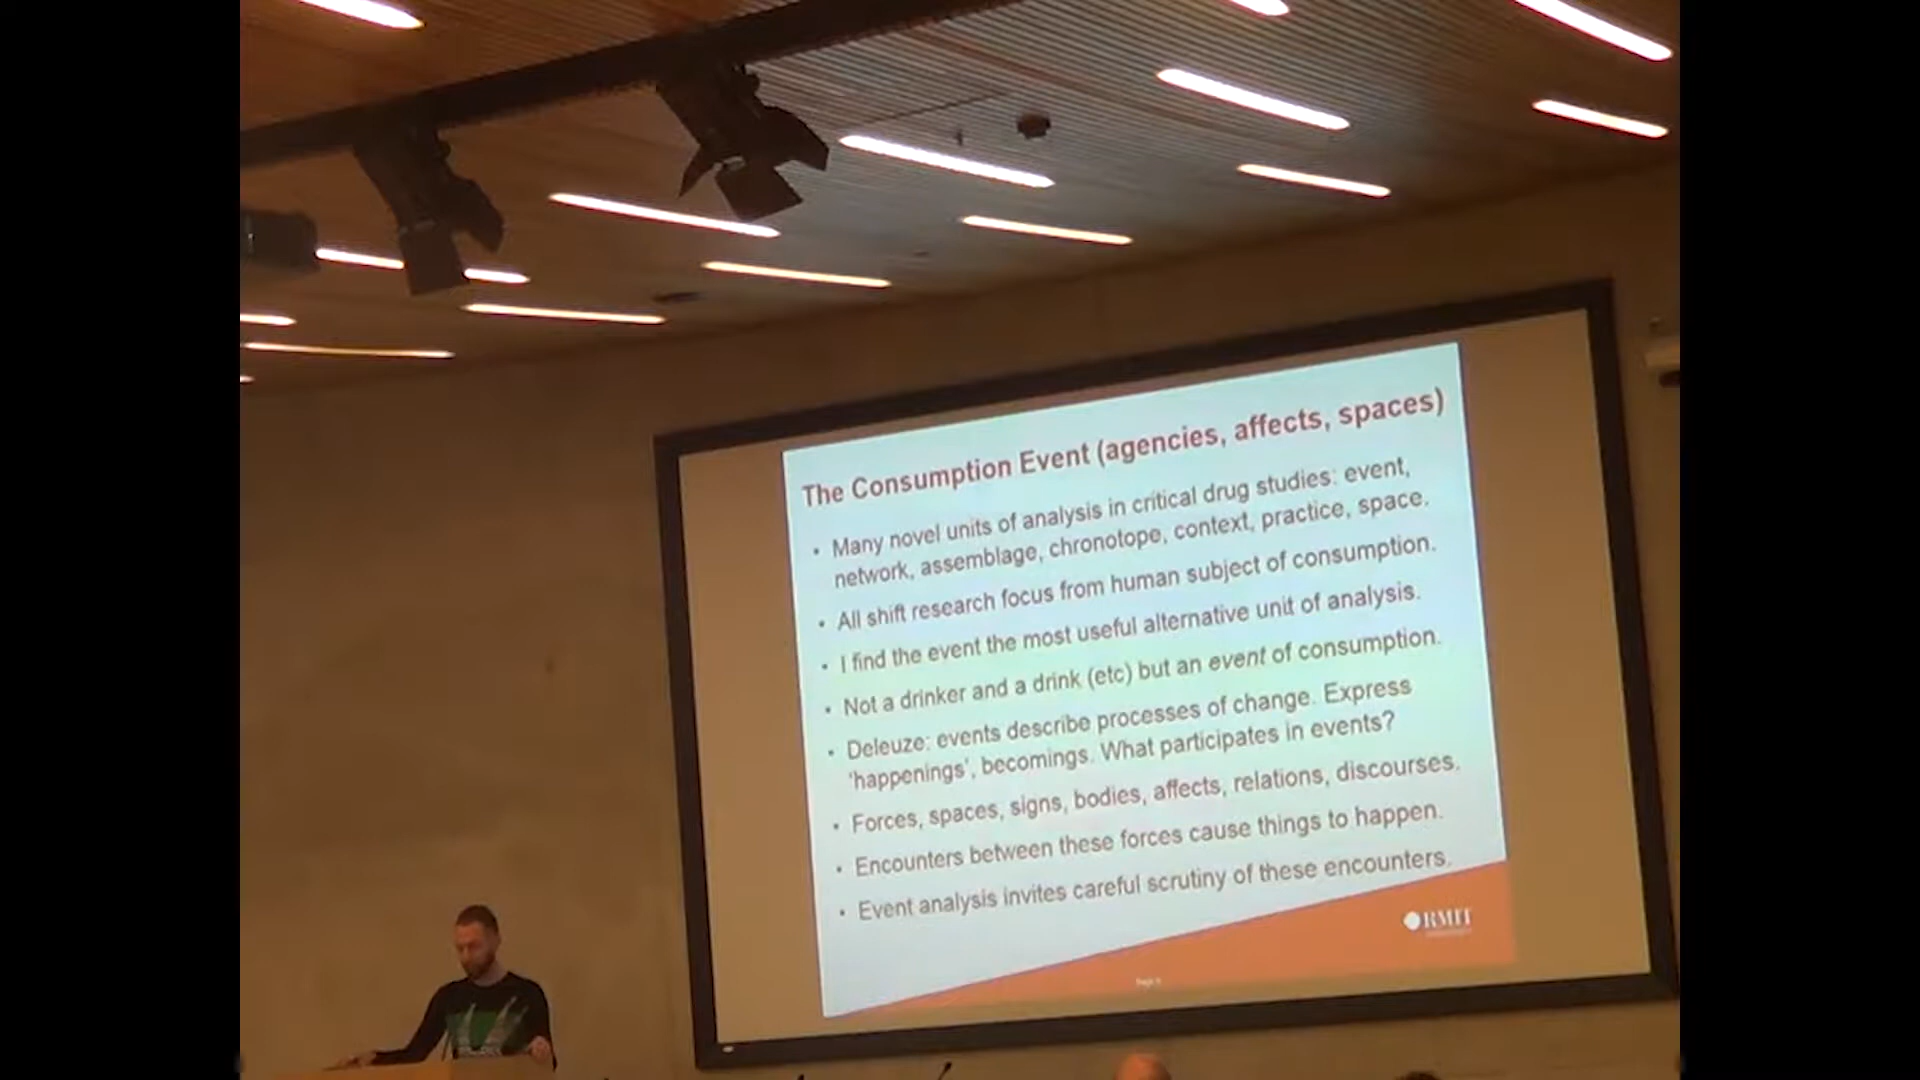 The Consumption Event (agencies, affects, spaces)
• Many novel units of analysis in critical drug studies: event,
network, assemblage, chronotope, context, practice, space.
• All shift research focus from human subject of consumption.
• I find the event the most useful alternative unit of analysis.
• Not a drinker and a drink (etc) but an event of consumption.
• Deleuze: events describe processes of change. Express
'happenings', becomings. What participates in events?
• Forces, spaces, signs, bodies, affects, relations, discourses.
• Encounters between these forces cause things to happen.
• Event analysis invites careful scrutiny of these encounters.
RMIT